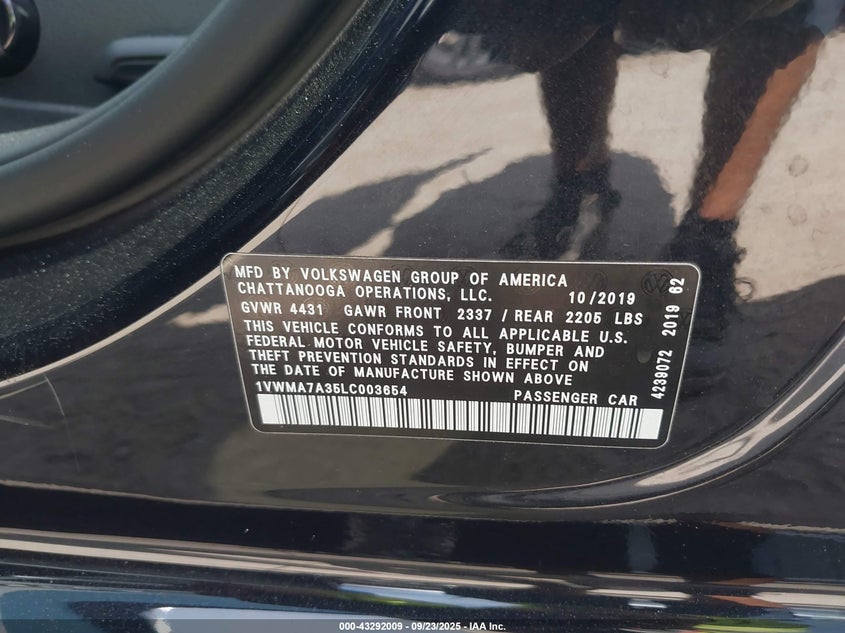 MFD BY VOLKSWAGEN GROUP OF AMERICA
CHATTANOOGA OPERATIONS, LLC. 10/2019
GVWR 4431 GAWR FRONT 2337 / REAR 2205 LBS
THIS VEHICLE CONFORMS TO ALL APPLICABLE U.S.
FEDERAL MOTOR VEHICLE SAFETY, BUMPER AND
THEFT PREVENTION STANDARDS IN EFFECT ON
THE DATE OF MANUFACTURE SHOWN ABOVE
1VWMA7A35LC003654 PASSENGER CAR
4239072 2019 62
000-43292009 - 09/23/2025 - IAA Inc.